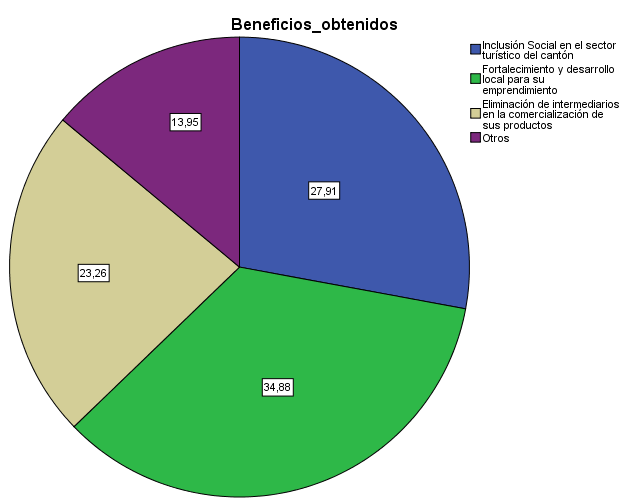 Beneficios_obtenidos
Inclusión Social en el sector
turístico del cantón
Fortalecimiento y desarrollo
local para su
emprendimiento
Eliminación de intermediarios
en la comercialización de
sus productos
Otros
13,95
27,91
23,26
34,88